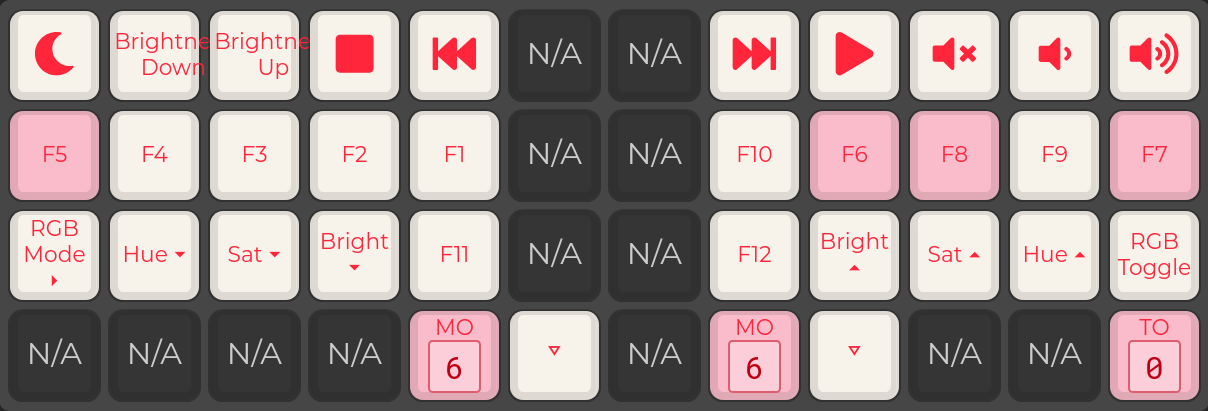 Brightne Brightne
Down Up N/A N/A
F5 F4 F3 F2 F1 N/A N/A F10 F6 F8 F9 F7
RGB
Mode Hue Sat Bright F11 N/A N/A F12 Bright Sat Hue RGB
Toggle
N/A N/A N/A N/A MO
6 N/A MO
6 N/A N/A TO
0